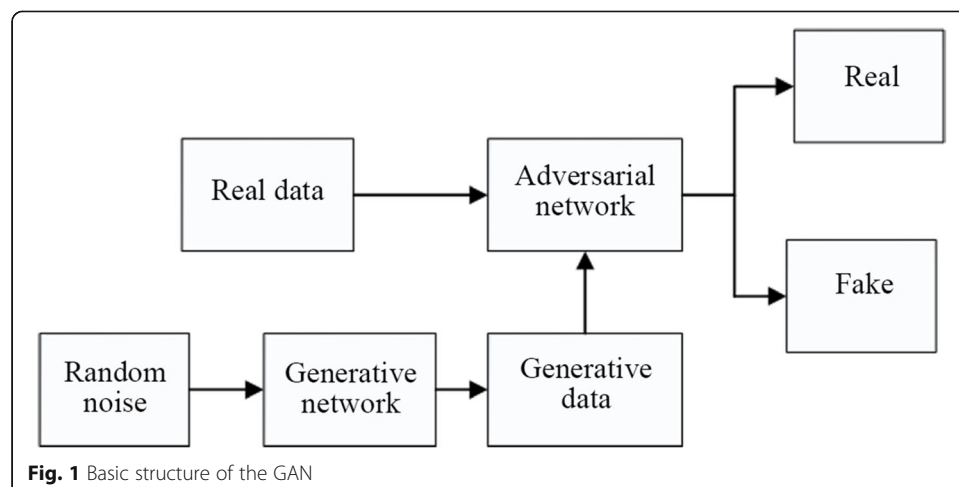 Real
Real data
Adversarial
network
Fake
Random
noise
Generative
network
Generative
data
Fig. 1 Basic structure of the GAN